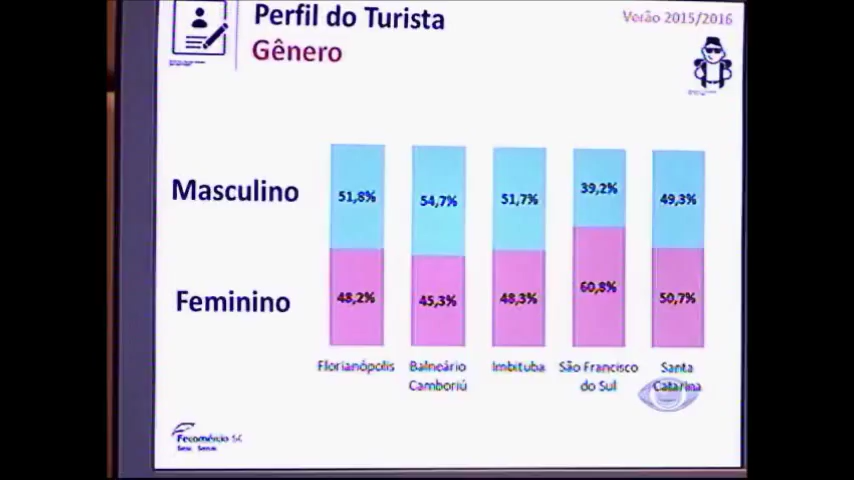 Perfil do Turista
Gênero
Verão 2015/2016
Masculino
51,8%
54,7%
51,7%
39,2%
49,3%
Feminino
48,2%
45,3%
48,3%
60,8%
50,7%
Florianópolis
Balneário
Camboriú
Imbituba
São Francisco
do Sul
Santa
Catarina
Fecomércio SC
Sesc Senac